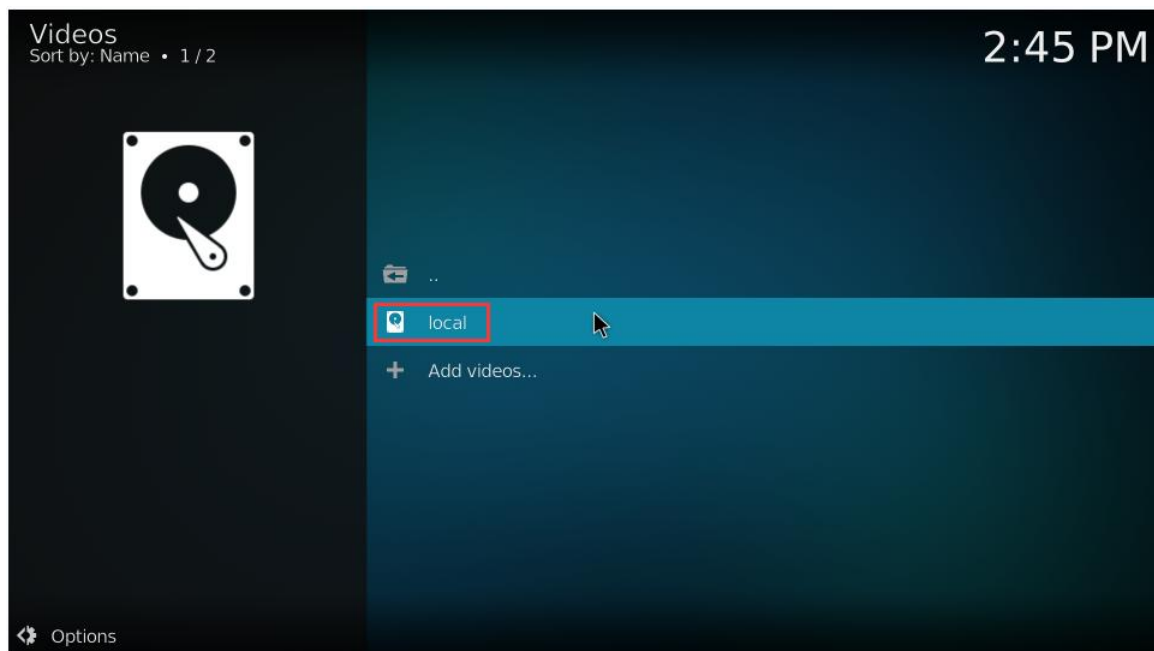 Videos
Sort by: Name • 1 / 2
2:45 PM
..
local
Add videos...
Options